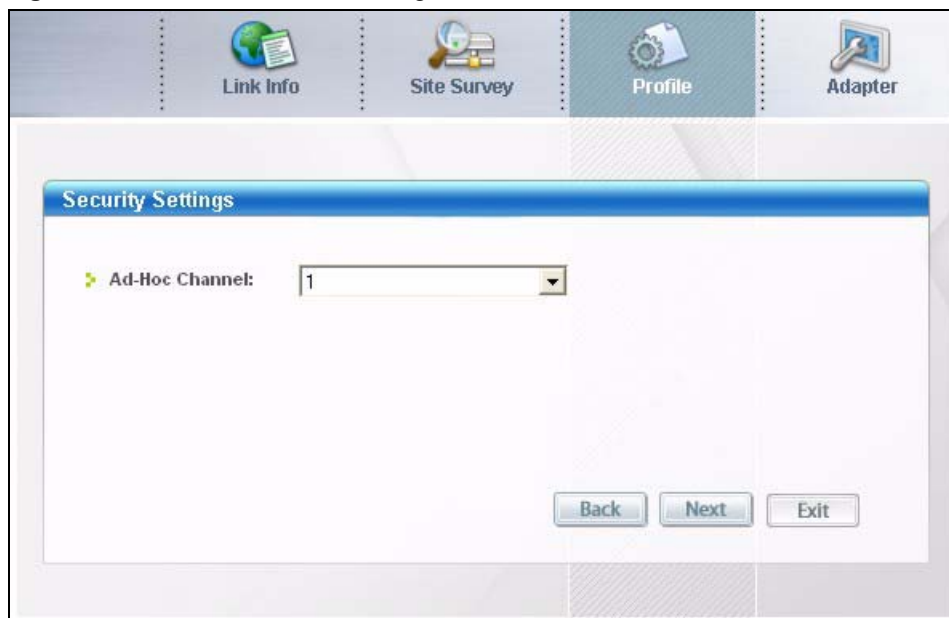 Link Info Site Survey Profile Adapter
Security Settings
Ad-Hoc Channel: 1
Back Next Exit